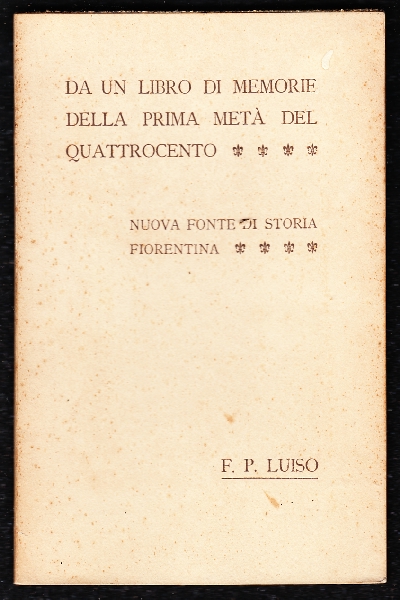 DA UN LIBRO DI MEMORIE
DELLA PRIMA METÀ DEL
QUATTROCENTO
NUOVA FONTE DI STORIA
FIORENTINA
F. P. LUISO